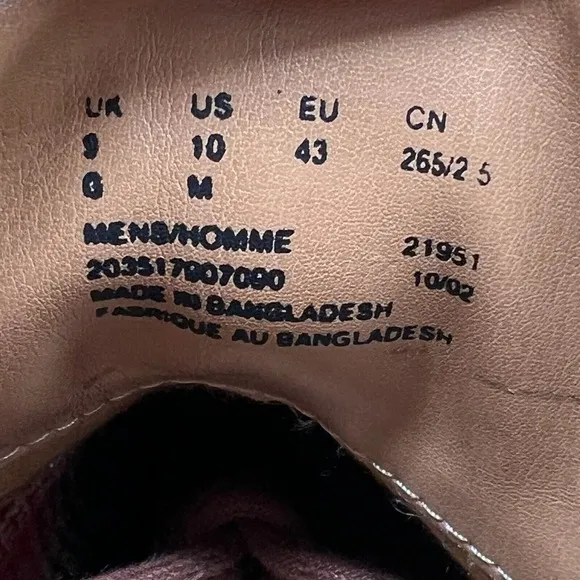 UK US EU CN
9 10 43 265/2 5
G M
MENS/HOMME 21951
203517907090 10/02
MADE IN BANGLADESH
FABRIQUE AU BANGLADESH